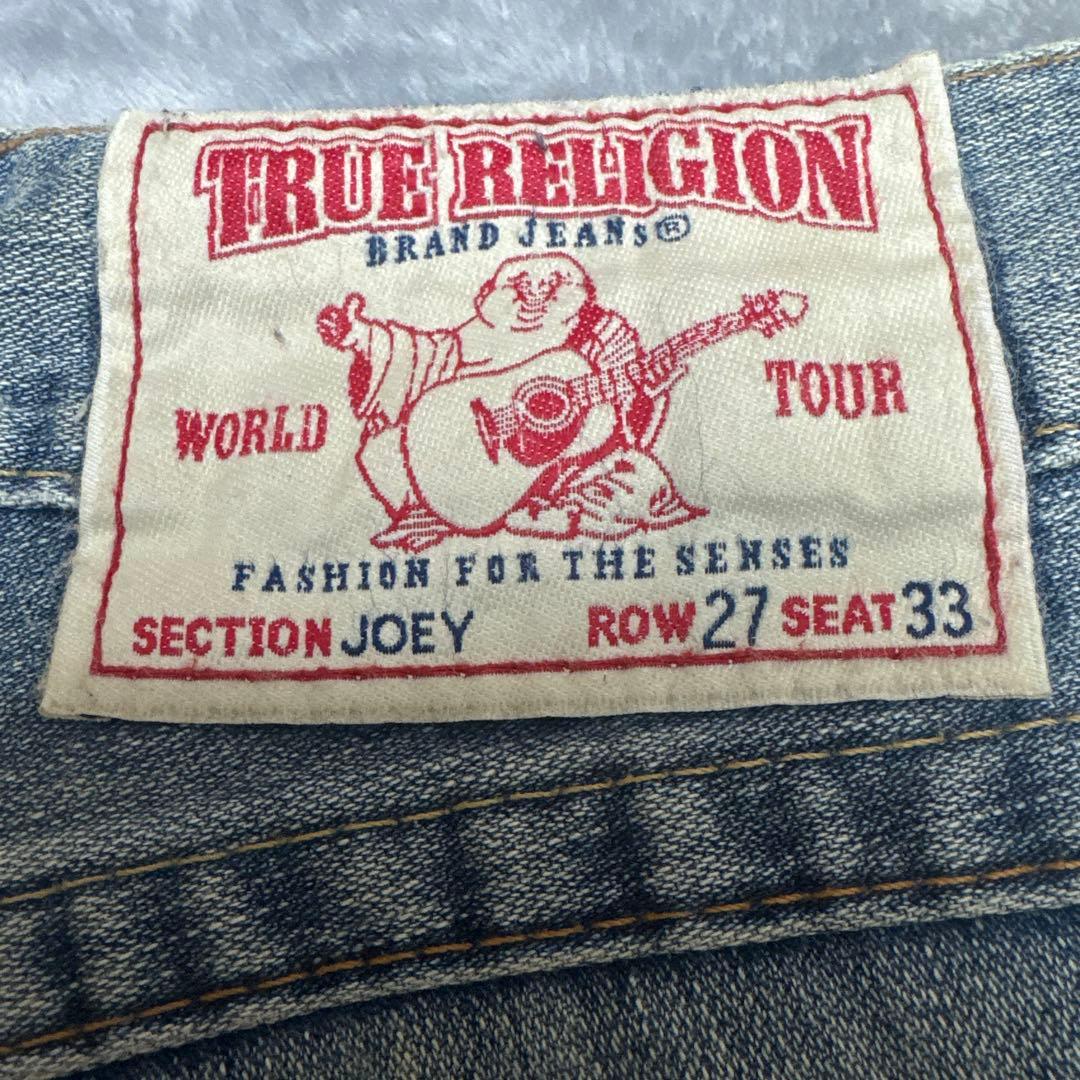 TRUE RELIGION
BRAND JEANS®
WORLD TOUR
FASHION FOR THE SENSES
SECTION JOEY ROW 27 SEAT 33